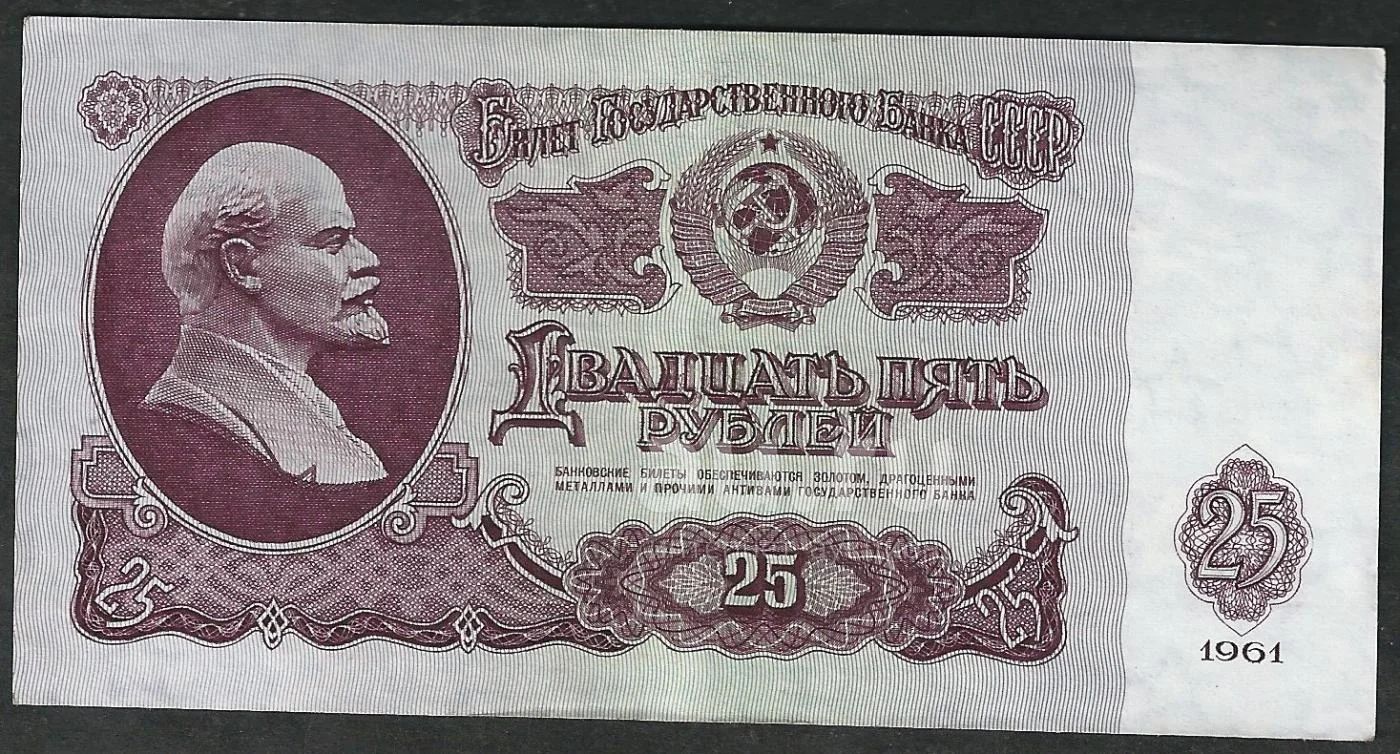 Билет Государственного Банка СССР
Двадцать пять
рублей
БАНКОВСКИЕ БИЛЕТЫ ОБЕСПЕЧИВАЮТСЯ ЗОЛОТОМ, ДРАГОЦЕННЫМИ
МЕТАЛЛАМИ И ПРОЧИМИ АКТИВАМИ ГОСУДАРСТВЕННОГО БАНКА
25
25
25
25
1961